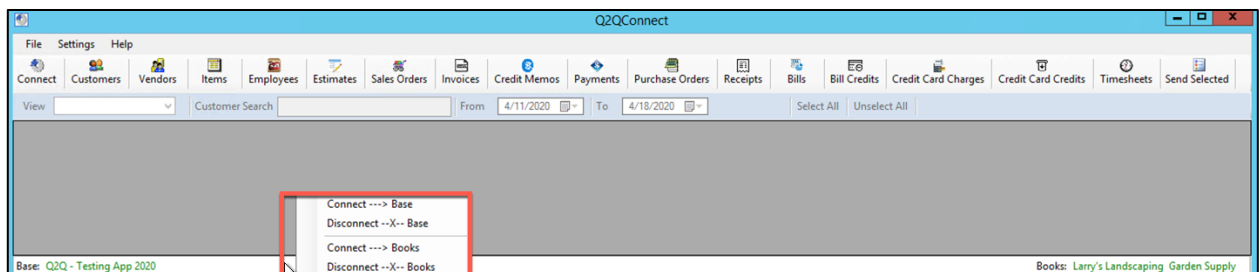 Q2QConnect
File Settings Help
Connect Customers Vendors Items Employees Estimates Sales Orders Invoices Credit Memos Payments Purchase Orders Receipts Bills Bill Credits Credit Card Charges Credit Card Credits Timesheets Send Selected
View Customer Search From 4/11/2020 To 4/18/2020 Select All Unselect All
Connect ---> Base
Disconnect --X-- Base
Connect ---> Books
Disconnect --X-- Books
Base: Q2Q - Testing App 2020 Books: Larry's Landscaping Garden Supply